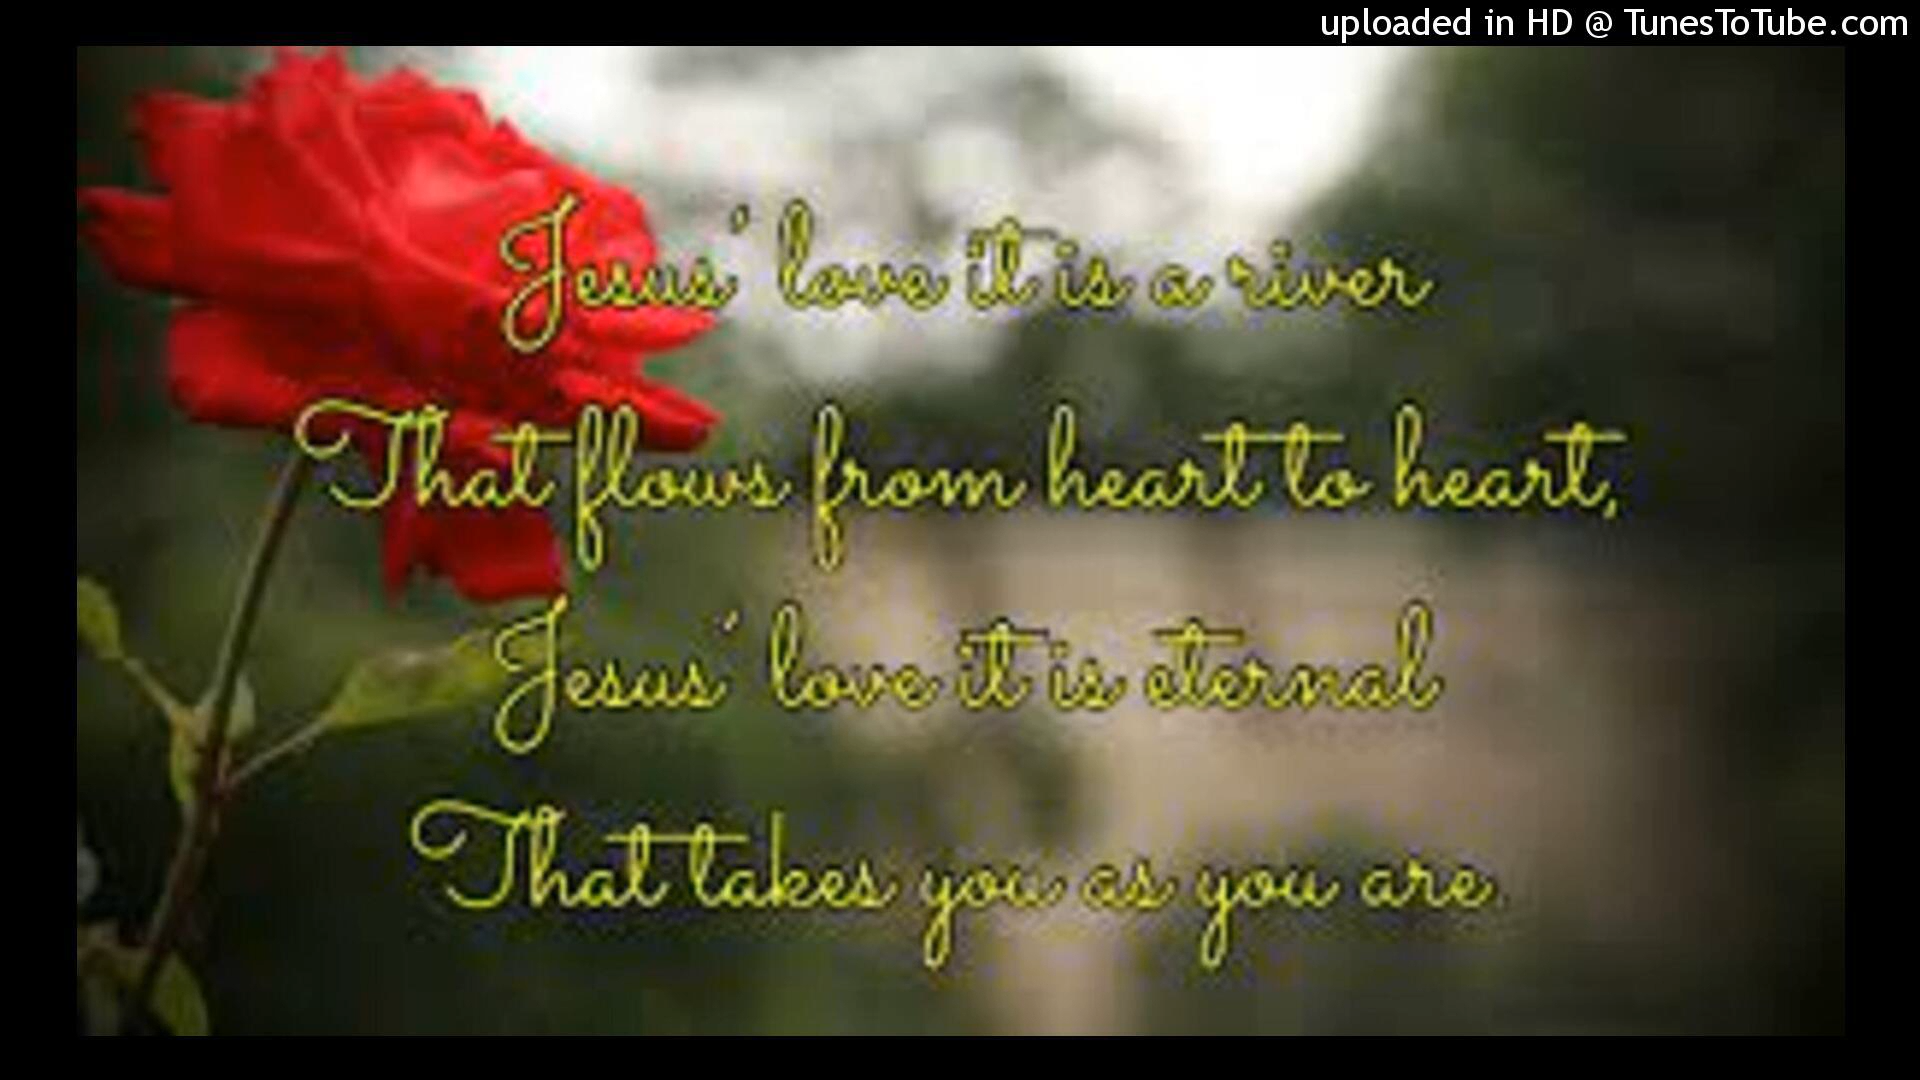 uploaded in HD @ TunesToTube.com
Jesus' love it is a river
That flows from heart to heart,
Jesus' love it is eternal
That takes you as you are.